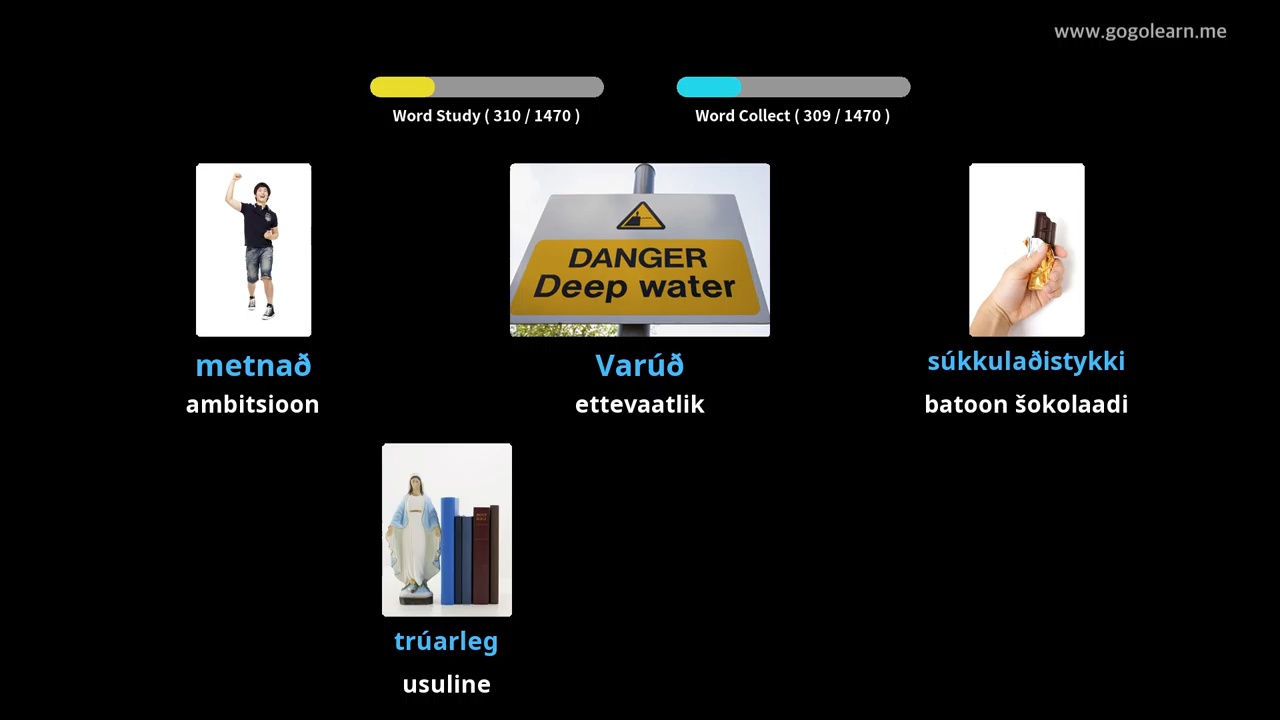 www.gogolearn.me
Word Study ( 310 / 1470 )
Word Collect ( 309 / 1470 )
DANGER
Deep water
metnað
Varúð
súkkulaðistykki
ambitsioon
ettevaatlik
batoon šokolaadi
trúarleg
usuline